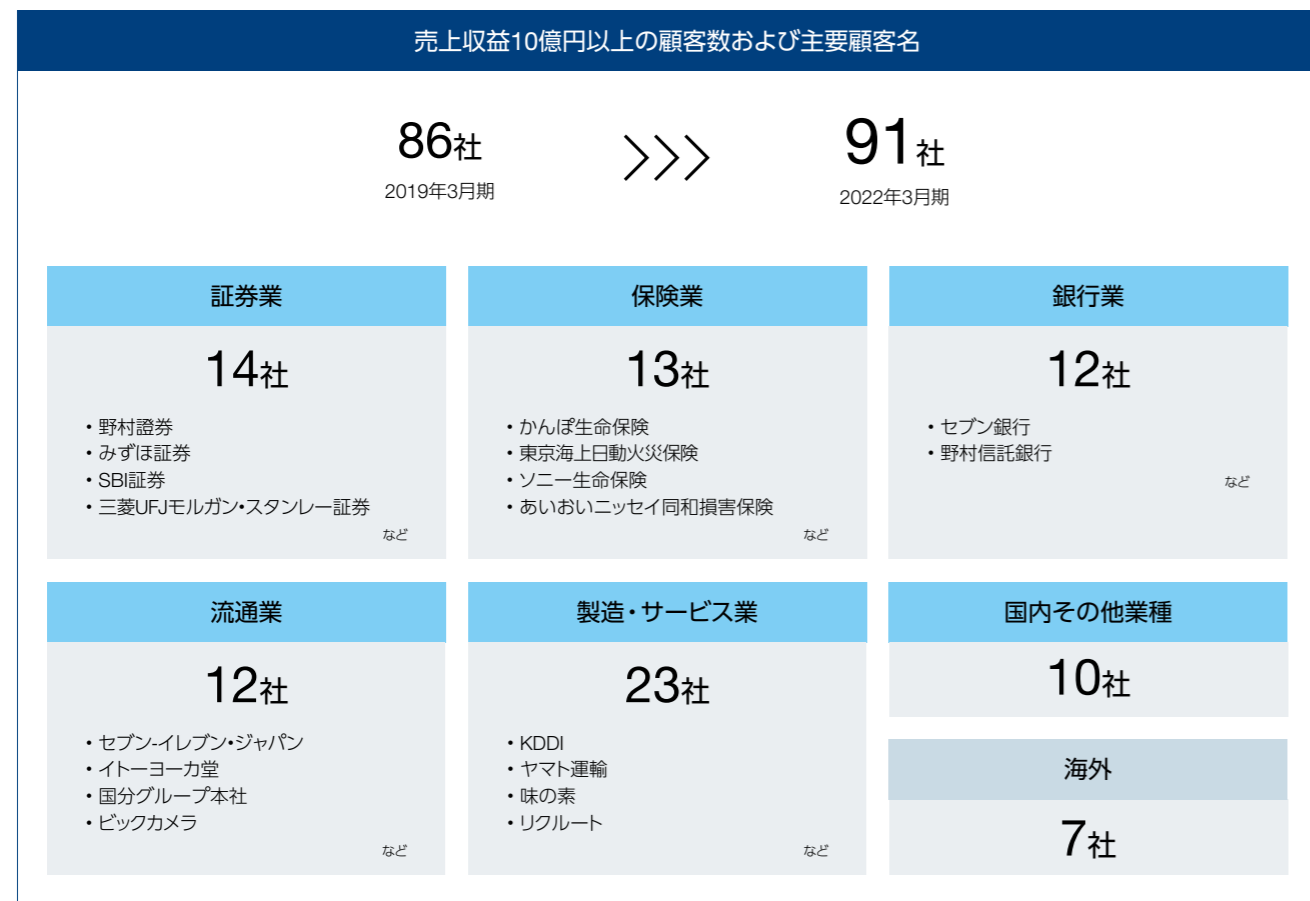 売上収益10億円以上の顧客数および主要顧客名
86社
2019年3月期
91社
2022年3月期
証券業
14社
・野村證券
・みずほ証券
・SBI証券
・三菱UFJモルガン・スタンレー証券
など
保険業
13社
・かんぽ生命保険
・東京海上日動火災保険
・ソニー生命保険
・あいおいニッセイ同和損害保険
など
銀行業
12社
・セブン銀行
・野村信託銀行
など
流通業
12社
・セブン-イレブン・ジャパン
・イトーヨーカ堂
・国分グループ本社
・ビックカメラ
など
製造・サービス業
23社
・KDDI
・ヤマト運輸
・味の素
・リクルート
など
国内その他業種
10社
海外
7社